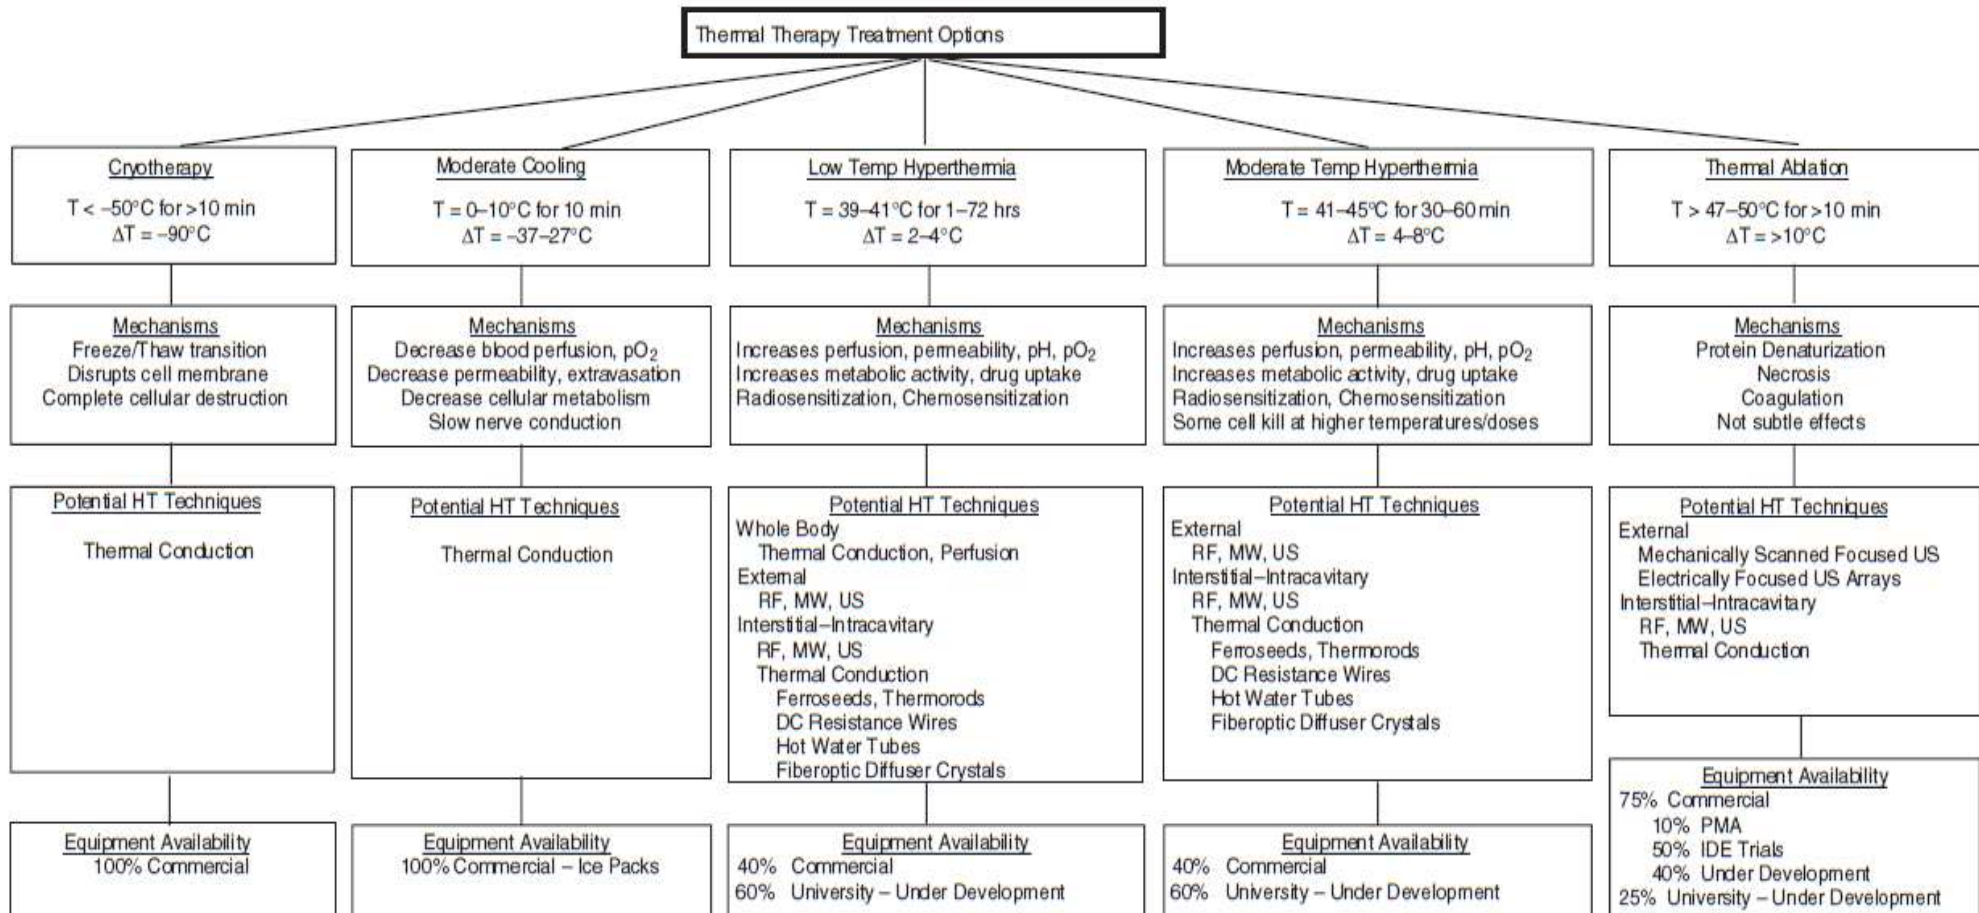 Thermal Therapy Treatment Options
Cryotherapy
T < –50°C for >10 min
ΔT = –90°C
Moderate Cooling
T = 0–10°C for 10 min
ΔT = –37–27°C
Low Temp Hyperthermia
T = 39–41°C for 1–72 hrs
ΔT = 2–4°C
Moderate Temp Hyperthermia
T = 41–45°C for 30–60 min
ΔT = 4–8°C
Thermal Ablation
T > 47–50°C for >10 min
ΔT = >10°C
Mechanisms
Freeze/Thaw transition
Disrupts cell membrane
Complete cellular destruction
Mechanisms
Decrease blood perfusion, pO₂
Decrease permeability, extravasation
Decrease cellular metabolism
Slow nerve conduction
Mechanisms
Increases perfusion, permeability, pH, pO₂
Increases metabolic activity, drug uptake
Radiosensitization, Chemosensitization
Mechanisms
Increases perfusion, permeability, pH, pO₂
Increases metabolic activity, drug uptake
Radiosensitization, Chemosensitization
Some cell kill at higher temperatures/doses
Mechanisms
Protein Denaturization
Necrosis
Coagulation
Not subtle effects
Potential HT Techniques
Thermal Conduction
Potential HT Techniques
Thermal Conduction
Potential HT Techniques
Whole Body
Thermal Conduction, Perfusion
External
RF, MW, US
Interstitial–Intracavitary
RF, MW, US
Thermal Conduction
Ferroseeds, Thermorods
DC Resistance Wires
Hot Water Tubes
Fiberoptic Diffuser Crystals
Potential HT Techniques
External
RF, MW, US
Interstitial–Intracavitary
RF, MW, US
Thermal Conduction
Ferroseeds, Thermorods
DC Resistance Wires
Hot Water Tubes
Fiberoptic Diffuser Crystals
Potential HT Techniques
External
Mechanically Scanned Focused US
Electrically Focused US Arrays
Interstitial–Intracavitary
RF, MW, US
Thermal Conduction
Equipment Availability
100% Commercial
Equipment Availability
100% Commercial – Ice Packs
Equipment Availability
40% Commercial
60% University – Under Development
Equipment Availability
40% Commercial
60% University – Under Development
Equipment Availability
75% Commercial
10% PMA
50% IDE Trials
40% Under Development
25% University – Under Development